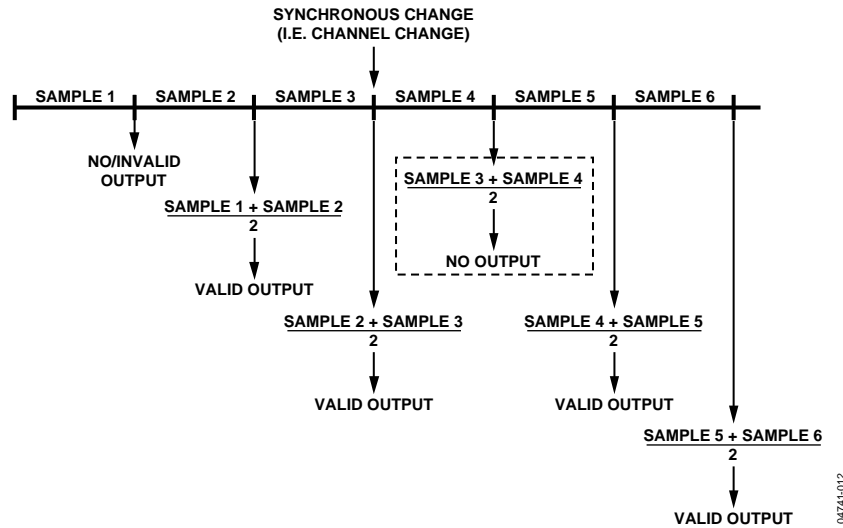 SYNCHRONOUS CHANGE
(I.E. CHANNEL CHANGE)
SAMPLE 1
SAMPLE 2
SAMPLE 3
SAMPLE 4
SAMPLE 5
SAMPLE 6
NO/INVALID
OUTPUT
SAMPLE 1 + SAMPLE 2
2
VALID OUTPUT
SAMPLE 2 + SAMPLE 3
2
VALID OUTPUT
SAMPLE 3 + SAMPLE 4
2
NO OUTPUT
SAMPLE 4 + SAMPLE 5
2
VALID OUTPUT
SAMPLE 5 + SAMPLE 6
2
VALID OUTPUT
04741-012